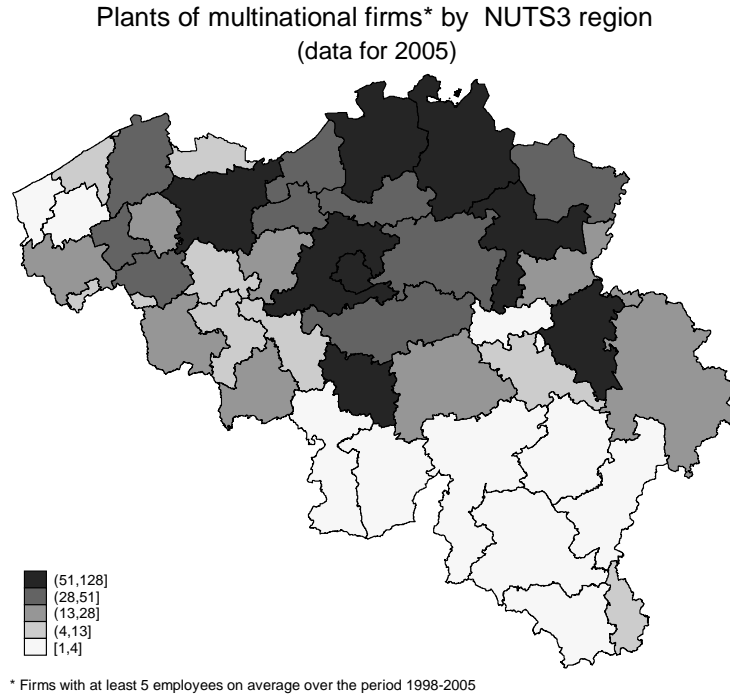 Plants of multinational firms* by NUTS3 region
(data for 2005)
(51,128]
(28,51]
(13,28]
(4,13]
[1,4]
* Firms with at least 5 employees on average over the period 1998-2005